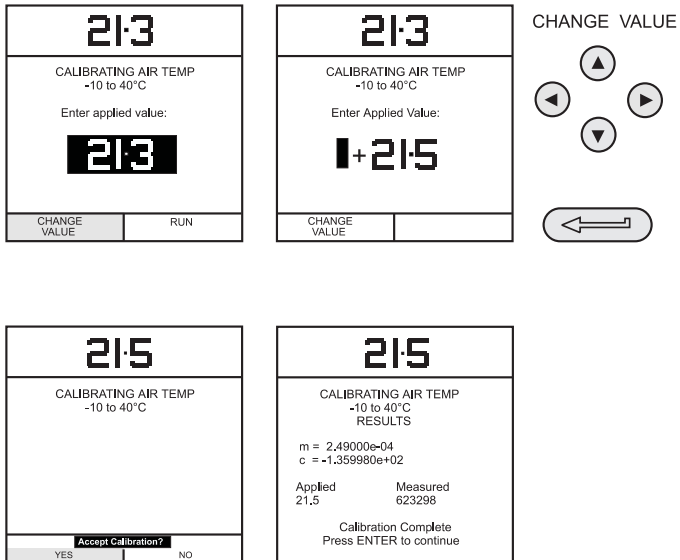 21·3
CALIBRATING AIR TEMP
-10 to 40°C
Enter applied value:
21·3
CHANGE VALUE
RUN
21·3
CALIBRATING AIR TEMP
-10 to 40°C
Enter Applied Value:
+21·5
CHANGE VALUE
CHANGE VALUE
21·5
CALIBRATING AIR TEMP
-10 to 40°C
Accept Calibration?
YES
NO
21·5
CALIBRATING AIR TEMP
-10 to 40°C
RESULTS
m = 2.49000e-04
c = -1.359980e+02
Applied Measured
21.5 623298
Calibration Complete
Press ENTER to continue